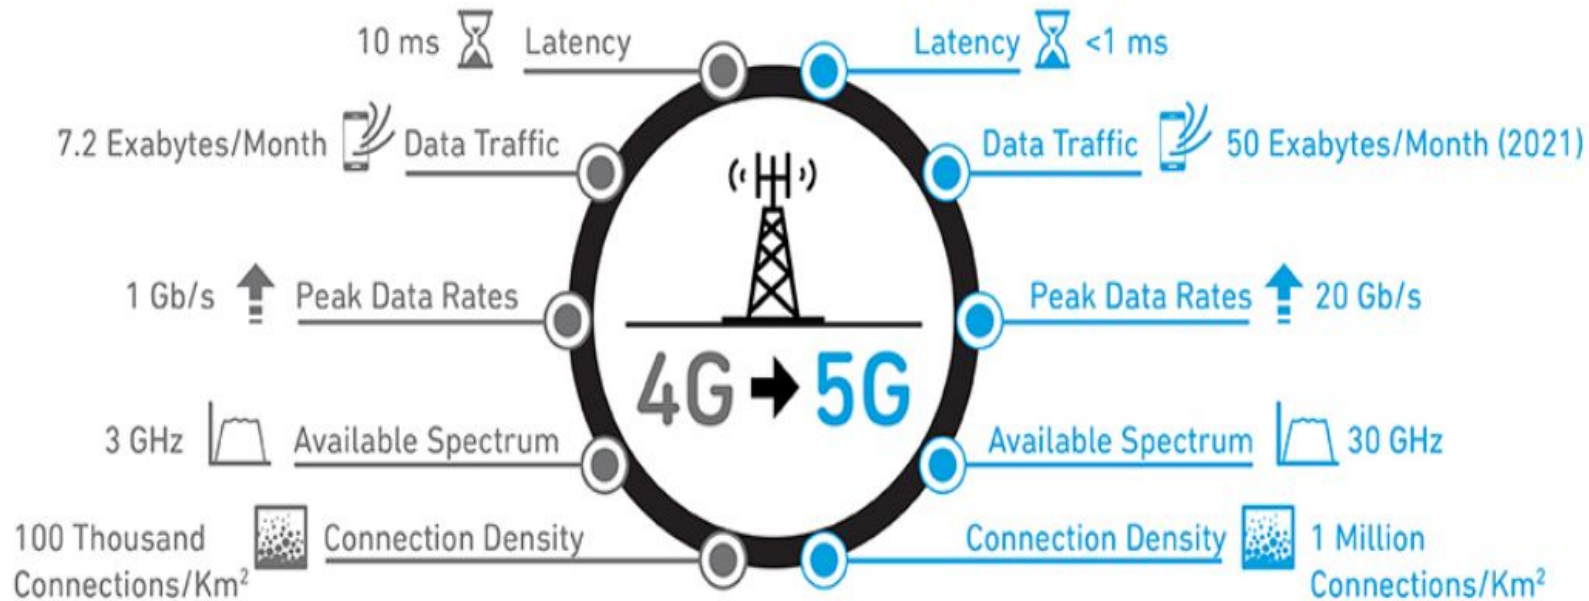 10 ms Latency
Latency <1 ms
7.2 Exabytes/Month Data Traffic
Data Traffic 50 Exabytes/Month (2021)
1 Gb/s Peak Data Rates
Peak Data Rates 20 Gb/s
4G 5G
3 GHz Available Spectrum
Available Spectrum 30 GHz
100 Thousand
Connections/Km²
Connection Density
Connection Density
1 Million
Connections/Km²